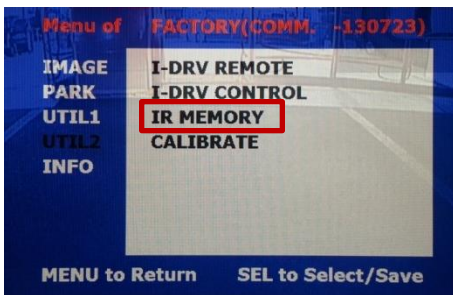 Menu of FACTORY(COMM. -130723)
IMAGE I-DRV REMOTE
PARK I-DRV CONTROL
UTIL1 IR MEMORY
UTIL2 CALIBRATE
INFO
MENU to Return SEL to Select/Save